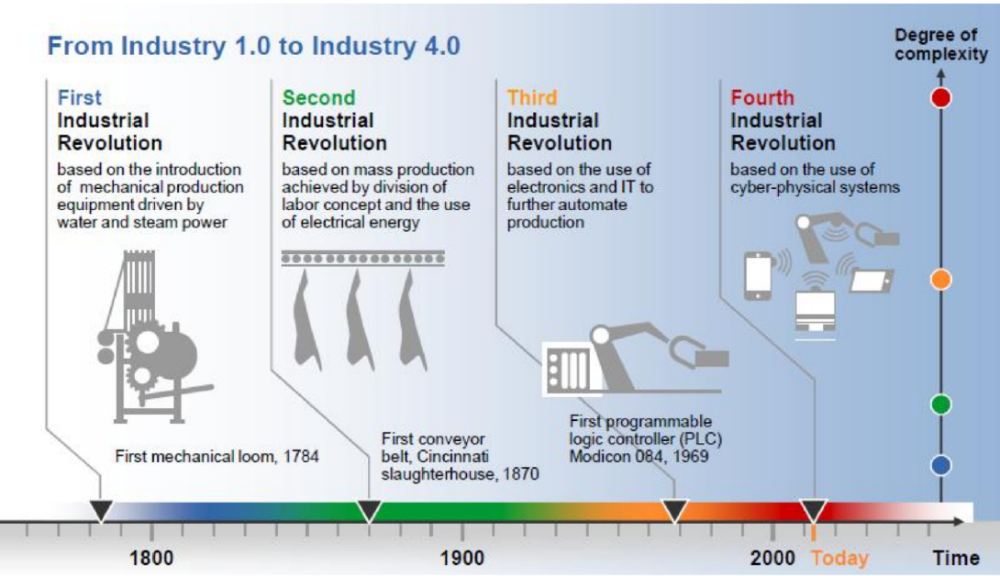 From Industry 1.0 to Industry 4.0
Degree of
complexity
First
Industrial
Revolution
based on the introduction
of mechanical production
equipment driven by
water and steam power
Second
Industrial
Revolution
based on mass production
achieved by division of
labor concept and the use
of electrical energy
Third
Industrial
Revolution
based on the use of
electronics and IT to
further automate
production
Fourth
Industrial
Revolution
based on the use of
cyber-physical systems
First mechanical loom, 1784
First conveyor
belt, Cincinnati
slaughterhouse, 1870
First programmable
logic controller (PLC)
Modicon 084, 1969
1800
1900
2000
Today
Time